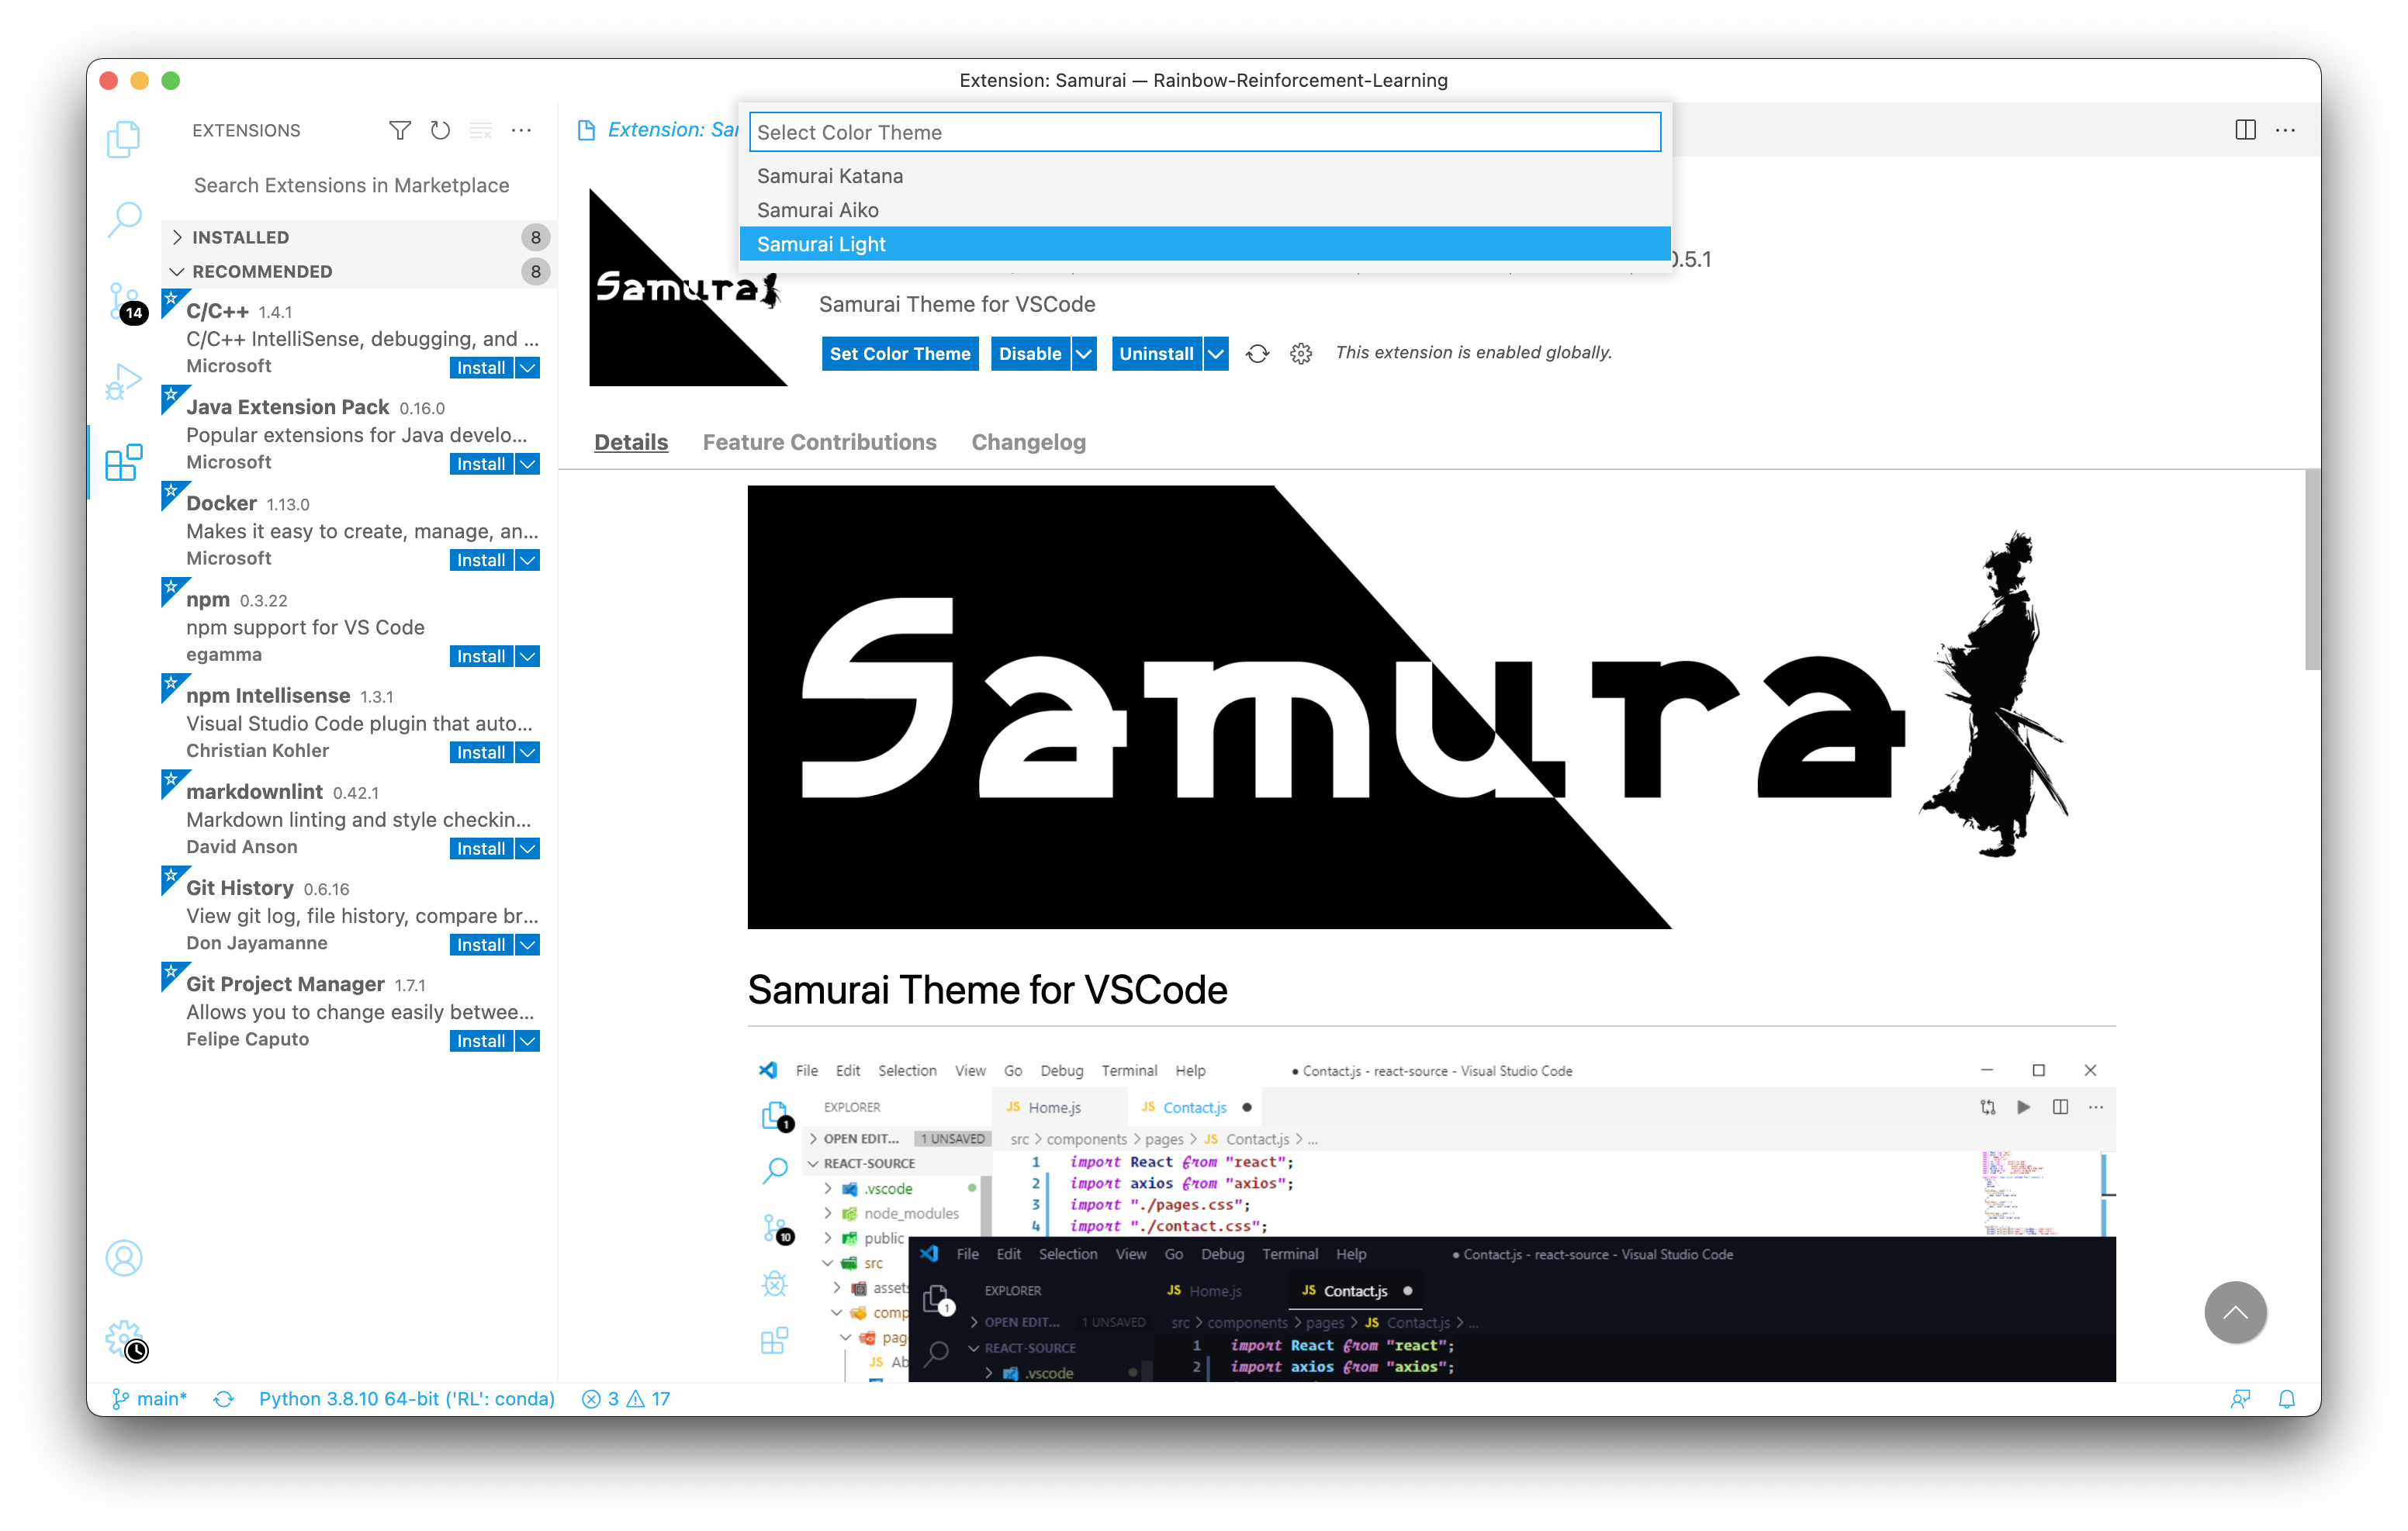 Extension: Samurai — Rainbow-Reinforcement-Learning
EXTENSIONS
Search Extensions in Marketplace
INSTALLED 8
RECOMMENDED 8
14
C/C++ 1.4.1
C/C++ IntelliSense, debugging, and ...
Microsoft Install
Java Extension Pack 0.16.0
Popular extensions for Java develo...
Microsoft Install
Docker 1.13.0
Makes it easy to create, manage, an...
Microsoft Install
npm 0.3.22
npm support for VS Code
egamma Install
npm Intellisense 1.3.1
Visual Studio Code plugin that auto...
Christian Kohler Install
markdownlint 0.42.1
Markdown linting and style checkin...
David Anson Install
Git History 0.6.16
View git log, file history, compare br...
Don Jayamanne Install
Git Project Manager 1.7.1
Allows you to change easily betwee...
Felipe Caputo Install
Extension: Sa
Select Color Theme
Samurai Katana
Samurai Aiko
Samurai Light
0.5.1
Samurai
Samurai Theme for VSCode
Set Color Theme Disable Uninstall This extension is enabled globally.
Details Feature Contributions Changelog
Samurai
Samurai Theme for VSCode
File Edit Selection View Go Debug Terminal Help ● Contact.js - react-source - Visual Studio Code
EXPLORER JS Home.js JS Contact.js ●
1
OPEN EDIT... 1 UNSAVED src > components > pages > JS Contact.js > ...
REACT-SOURCE 1 import React from "react";
.vscode 2 import axios from "axios";
node_modules 3 import "./pages.css";
public 4 import "./contact.css";
10
src
assets
comp
pag
JS Ab
File Edit Selection View Go Debug Terminal Help ● Contact.js - react-source - Visual Studio Code
EXPLORER JS Home.js JS Contact.js ●
1
OPEN EDIT... 1 UNSAVED src > components > pages > JS Contact.js > ...
REACT-SOURCE 1 import React from "react";
.vscode 2 import axios from "axios";
main* Python 3.8.10 64-bit ('RL': conda) 3 17